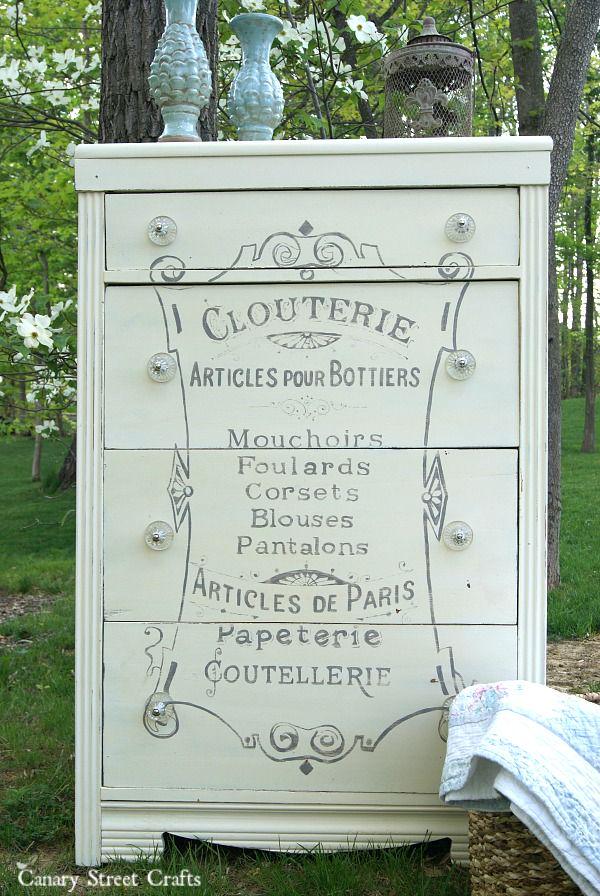 CLOUTERIE
ARTICLES POUR BOTTIERS
MOUCHOIRS
FOULARDS
CORSETS
BLOUSES
PANTALONS
ARTICLES DE PARIS
PAPETERIE
COUTELLERIE
CANARY STREET CRAFTS